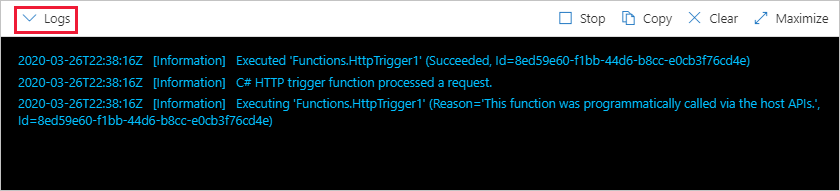 Logs
Stop
Copy
Clear
Maximize
2020-03-26T22:38:16Z [Information] Executed 'Functions.HttpTrigger1' (Succeeded, Id=8ed59e60-f1bb-44d6-b8cc-e0cb3f76cd4e)
2020-03-26T22:38:16Z [Information] C# HTTP trigger function processed a request.
2020-03-26T22:38:16Z [Information] Executing 'Functions.HttpTrigger1' (Reason='This function was programmatically called via the host APIs.',
Id=8ed59e60-f1bb-44d6-b8cc-e0cb3f76cd4e)